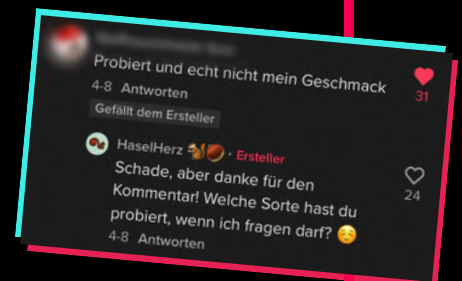 Probiert und echt nicht mein Geschmack
31
4-8 Antworten
Gefällt dem Ersteller
HaselHerz 🐿️🌰 · Ersteller
Schade, aber danke für den
Kommentar! Welche Sorte hast du
probiert, wenn ich fragen darf? ☺️
24
4-8 Antworten